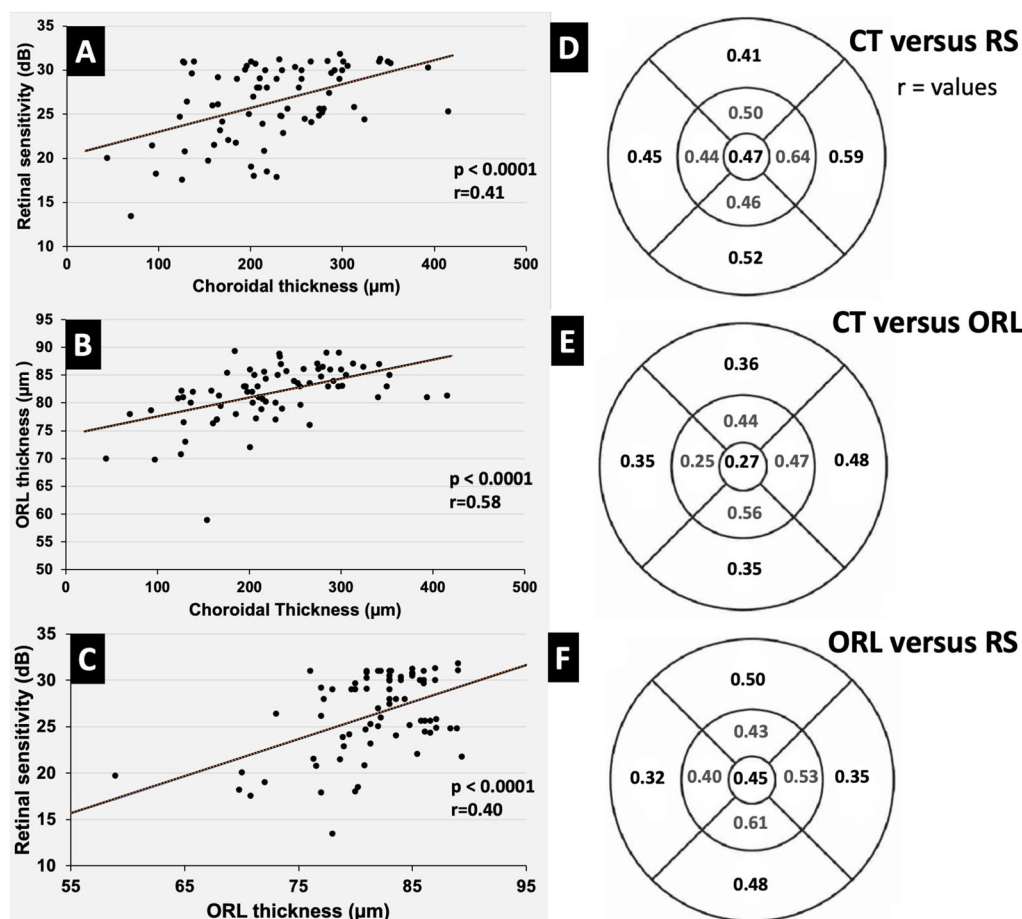 A
Retinal sensitivity (dB)
35
30
25
20
15
10
p < 0.0001
r=0.41
0 100 200 300 400 500
Choroidal thickness (µm)
B
ORL thickness (µm )
95
90
85
80
75
70
65
60
55
50
p < 0.0001
r=0.58
0 100 200 300 400 500
Choroidal Thickness (µm)
C
Retinal sensitivity (dB)
35
30
25
20
15
10
p < 0.0001
r=0.40
55 65 75 85 95
ORL thickness (µm)
D
CT versus RS
r = values
0.41
0.50
0.45 0.44 0.47 0.64 0.59
0.46
0.52
E
CT versus ORL
0.36
0.44
0.35 0.25 0.27 0.47 0.48
0.56
0.35
F
ORL versus RS
0.50
0.43
0.32 0.40 0.45 0.53 0.35
0.61
0.48